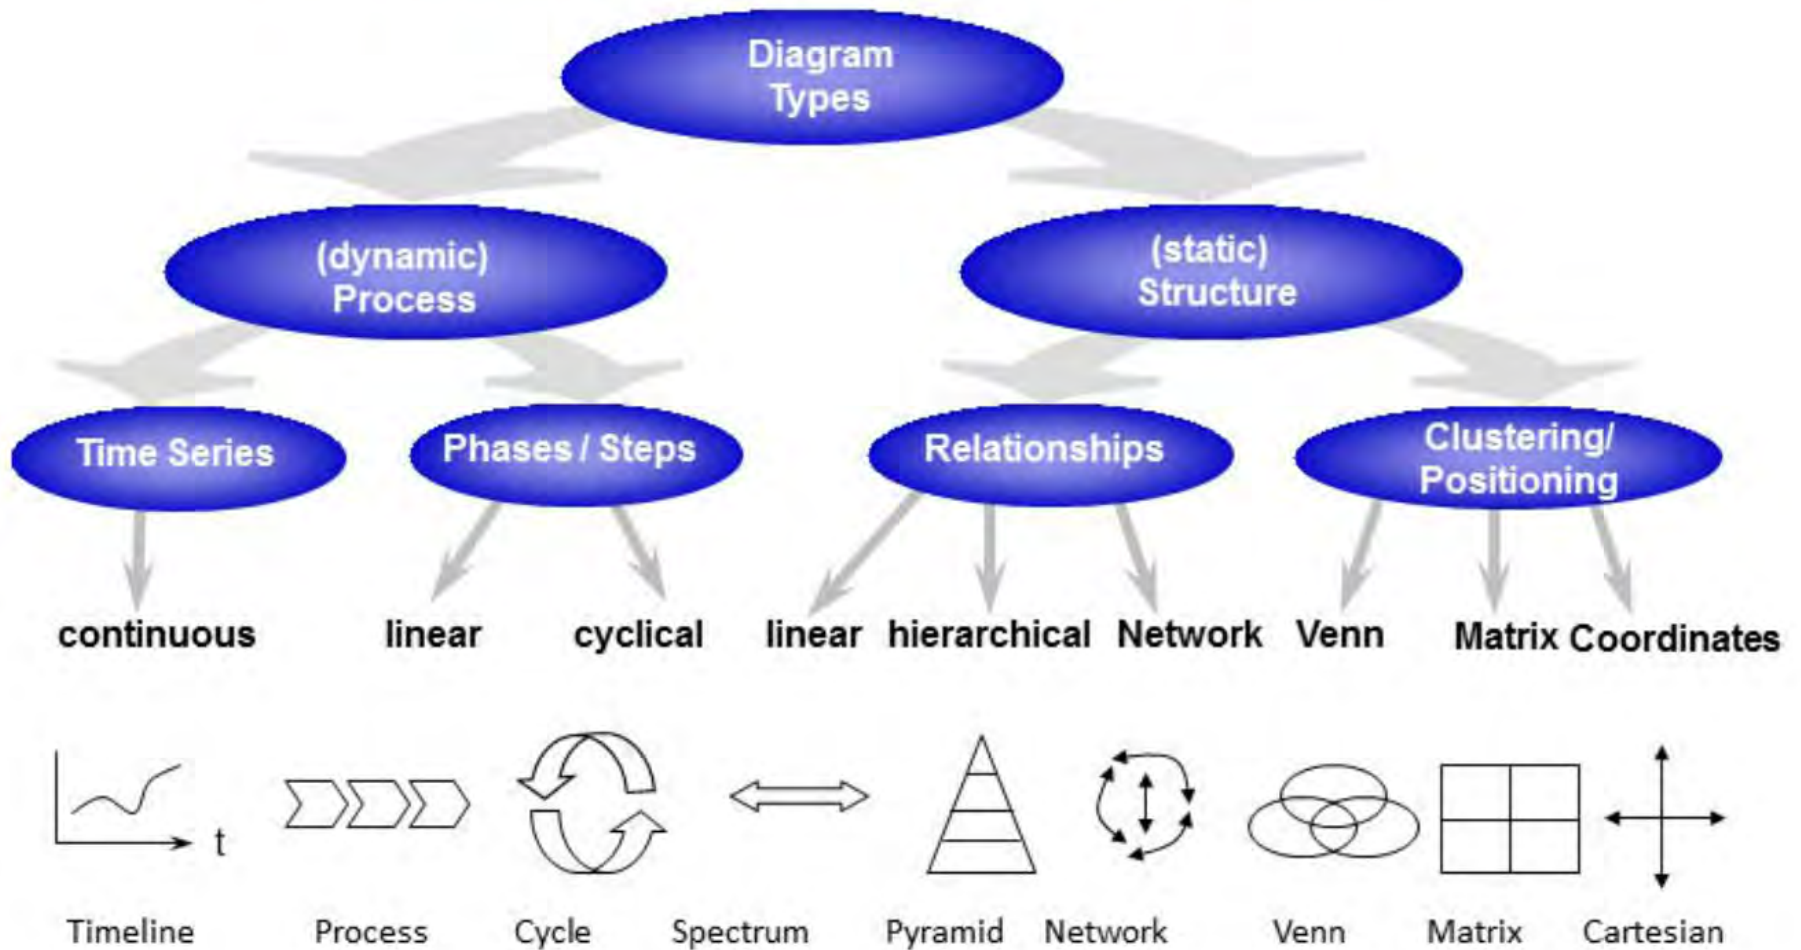 Diagram
Types
(dynamic)
Process
(static)
Structure
Time Series
Phases / Steps
Relationships
Clustering/
Positioning
continuous
linear
cyclical
linear
hierarchical
Network
Venn
Matrix
Coordinates
t
Timeline
Process
Cycle
Spectrum
Pyramid
Network
Venn
Matrix
Cartesian